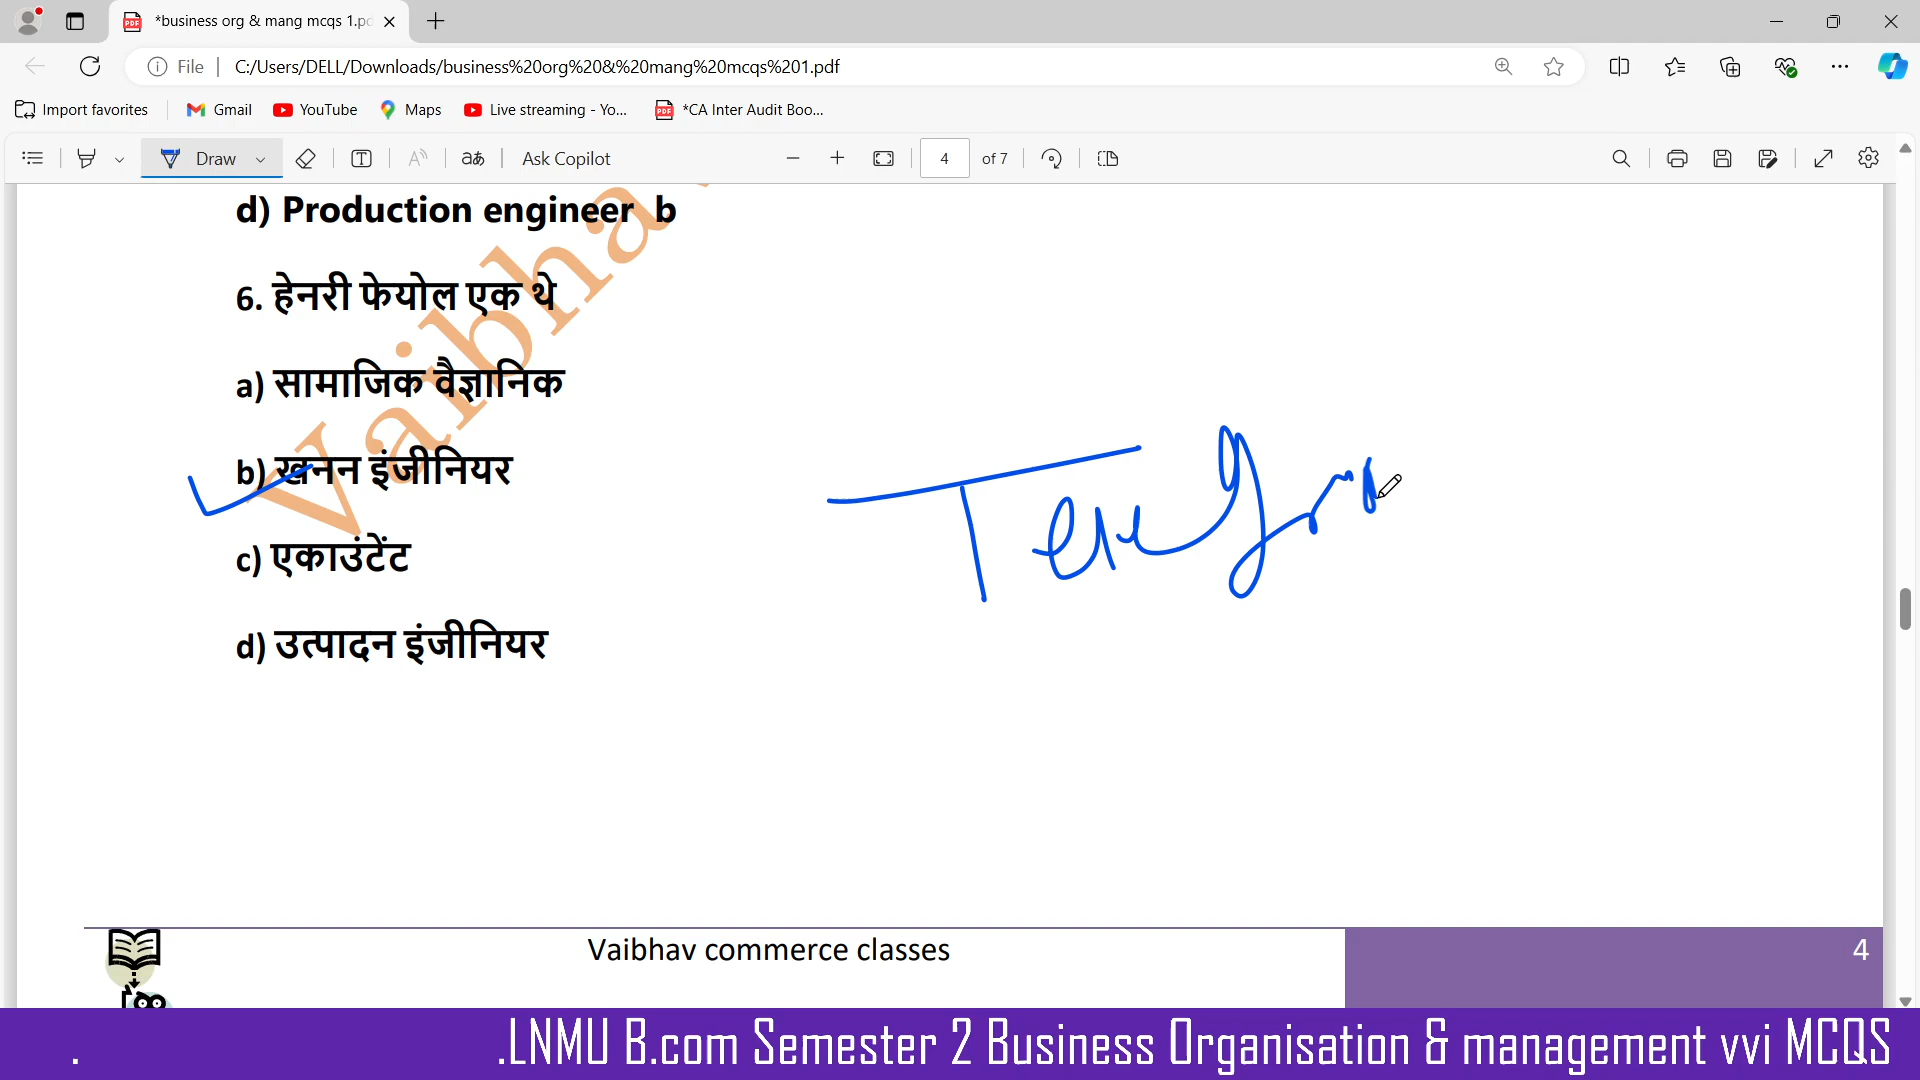 *business org & mang mcqs 1.pd
File
C:/Users/DELL/Downloads/business%20org%20&%20mang%20mcqs%201.pdf
Import favorites
Gmail
YouTube
Maps
Live streaming - Yo...
*CA Inter Audit Boo...
Draw
Ask Copilot
4 of 7
d) Production engineer b
6. हेनरी फेयोल एक थे
a) सामाजिक वैज्ञानिक
b) खनन इंजीनियर
c) एकाउंटेंट
d) उत्पादन इंजीनियर
Vaibha
Vaibhav commerce classes
4
. .LNMU B.com Semester 2 Business Organisation & management vvi MCQS